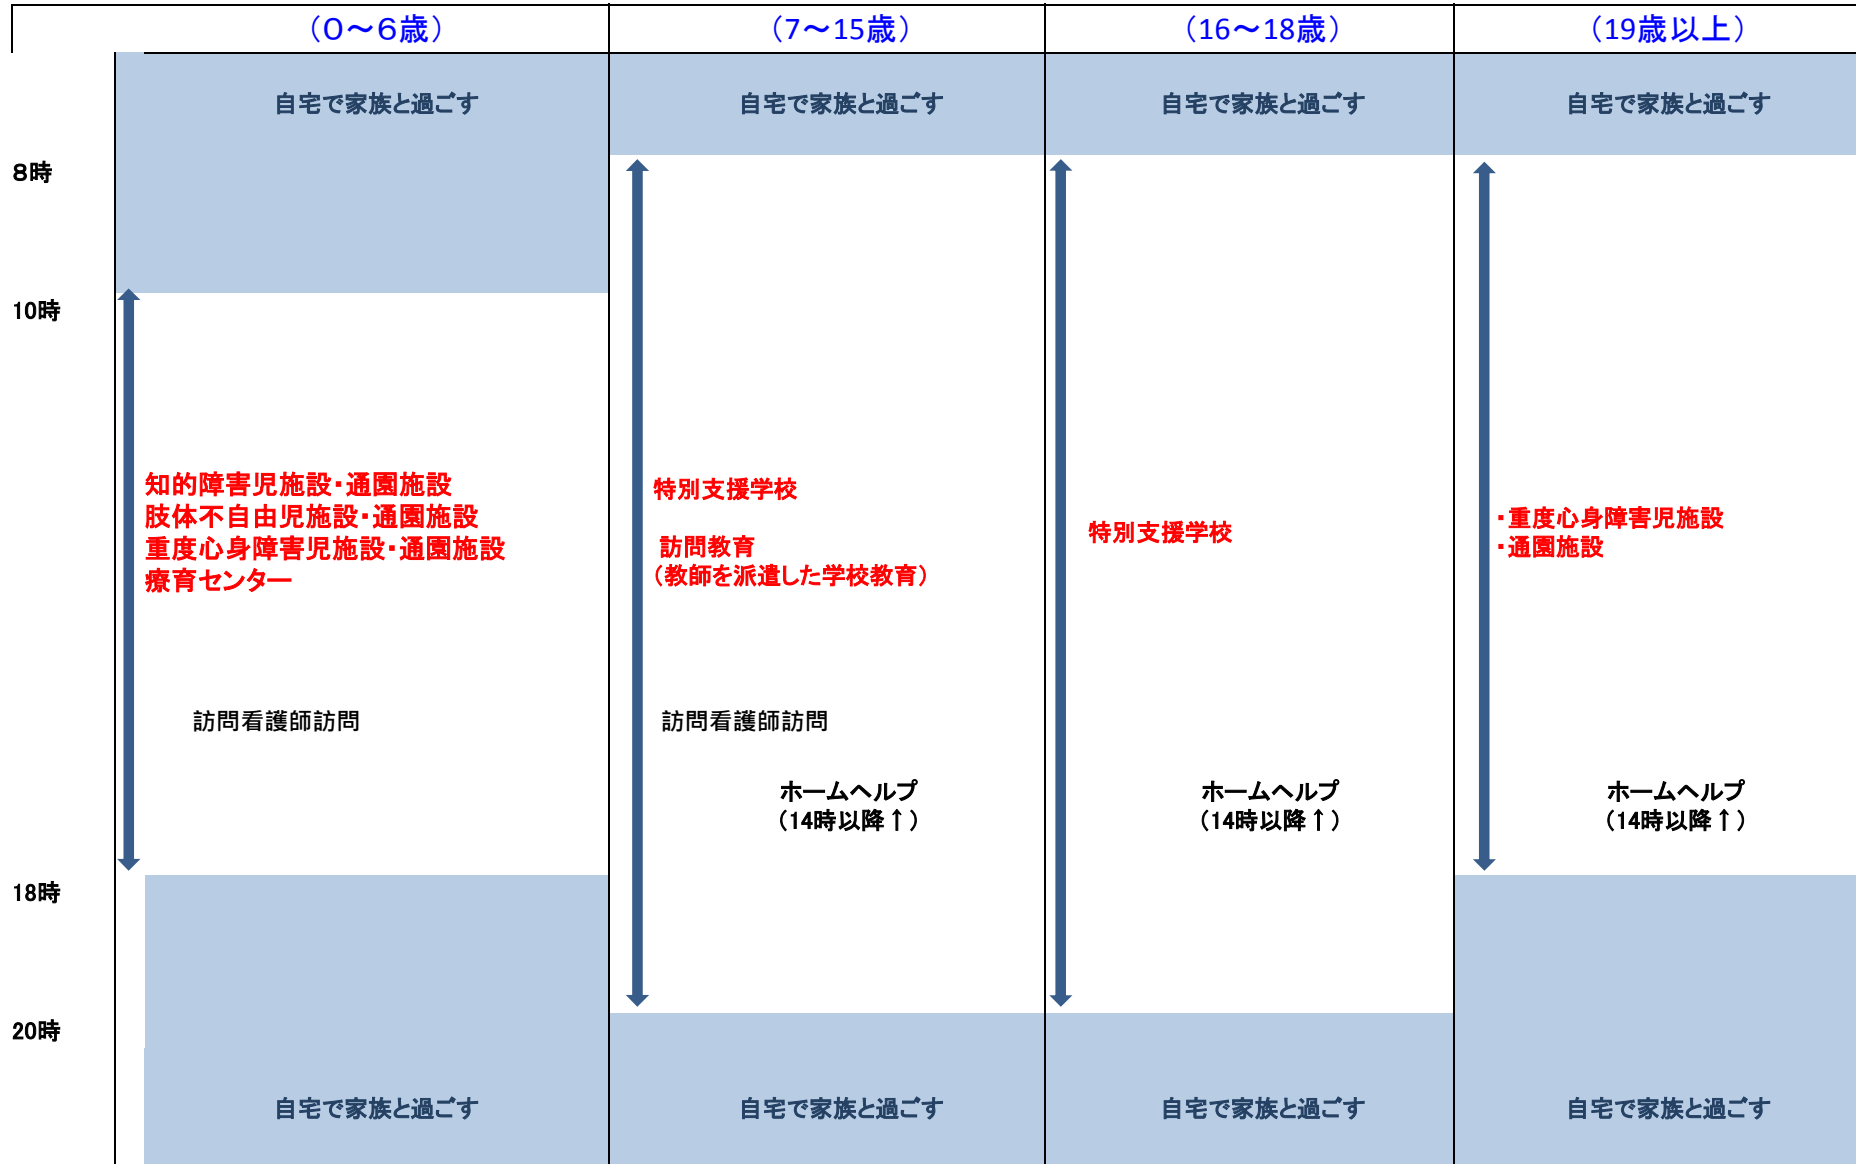 （０～６歳）
（7～15歳）
（16～18歳）
（19歳以上）
自宅で家族と過ごす
自宅で家族と過ごす
自宅で家族と過ごす
自宅で家族と過ごす
８時
10時
知的障害児施設・通園施設
肢体不自由児施設・通園施設
重度心身障害児施設・通園施設
療育センター
特別支援学校
訪問教育
（教師を派遣した学校教育）
特別支援学校
・重度心身障害児施設
・通園施設
訪問看護師訪問
訪問看護師訪問
ホームヘルプ
（14時以降↑）
ホームヘルプ
（14時以降↑）
ホームヘルプ
（14時以降↑）
18時
20時
自宅で家族と過ごす
自宅で家族と過ごす
自宅で家族と過ごす
自宅で家族と過ごす